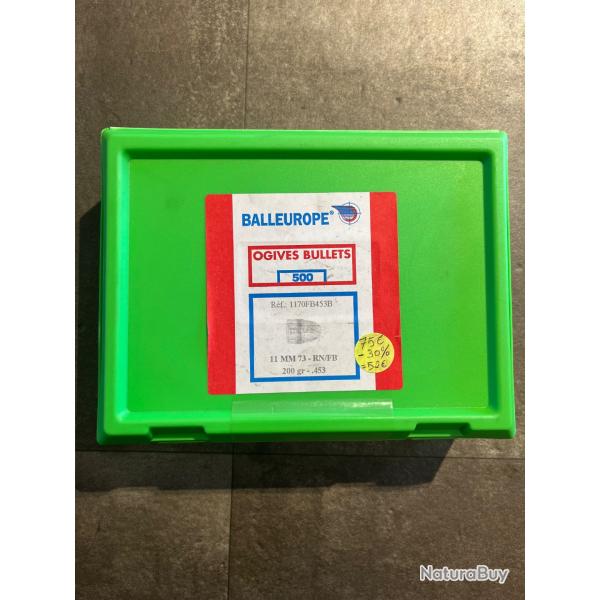 BALLEUROPE®
OGIVES BULLETS
500
Réf.: 1170FB453B
11 MM 73 - RN/FB
200 gr - .453
75€
- 30%
= 52€
NaturaBuy